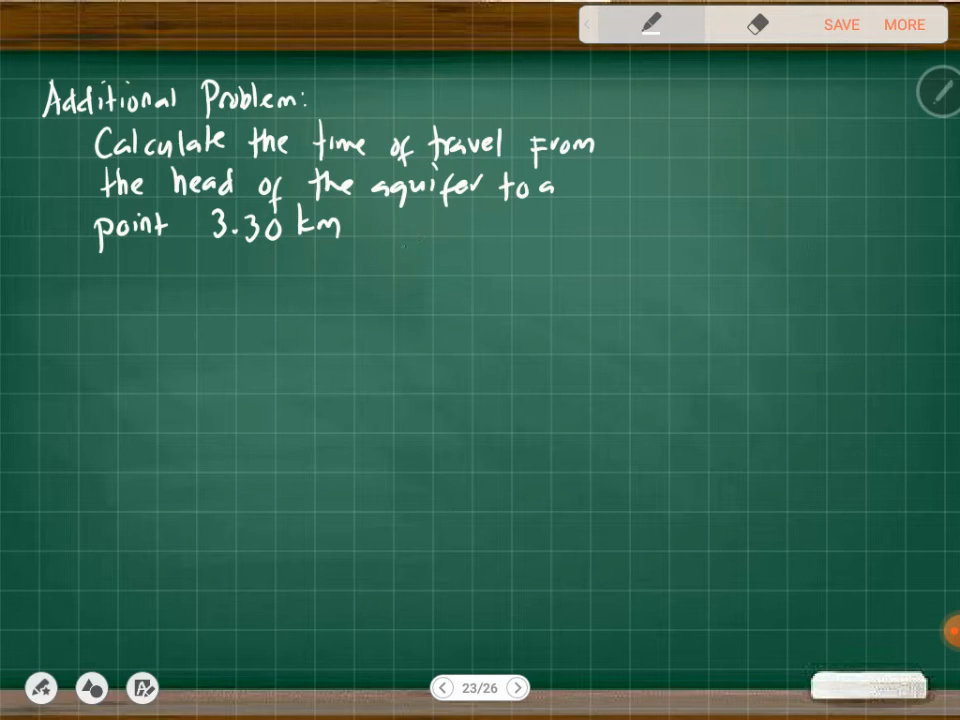 SAVE MORE
Additional Problem:
Calculate the time of travel from
the head of the aquifer to a
point 3.30 km
23/26